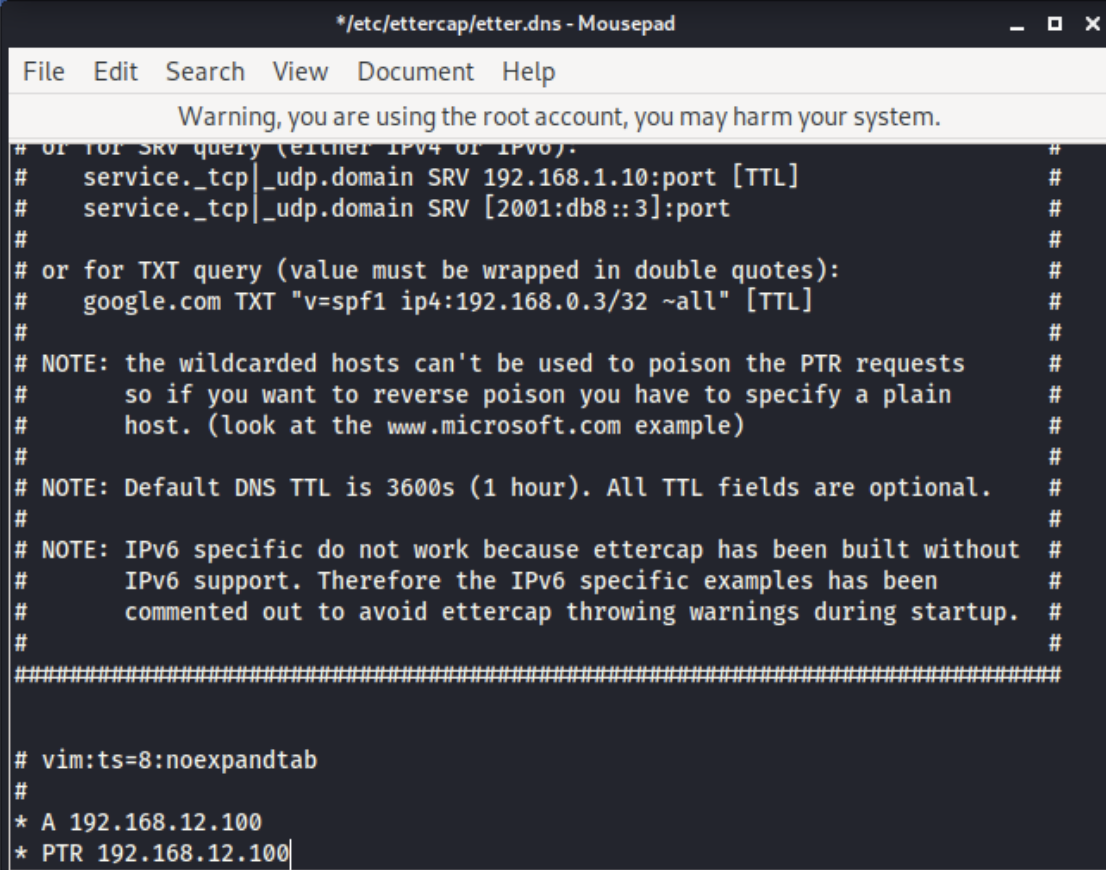 */etc/ettercap/etter.dns - Mousepad
File Edit Search View Document Help
Warning, you are using the root account, you may harm your system.
# or for SRV query (either IPv4 or IPv6): #
# service._tcp|_udp.domain SRV 192.168.1.10:port [TTL] #
# service._tcp|_udp.domain SRV [2001:db8::3]:port #
# #
# or for TXT query (value must be wrapped in double quotes): #
# google.com TXT "v=spf1 ip4:192.168.0.3/32 ~all" [TTL] #
# #
# NOTE: the wildcarded hosts can't be used to poison the PTR requests #
# so if you want to reverse poison you have to specify a plain #
# host. (look at the www.microsoft.com example) #
# #
# NOTE: Default DNS TTL is 3600s (1 hour). All TTL fields are optional. #
# #
# NOTE: IPv6 specific do not work because ettercap has been built without #
# IPv6 support. Therefore the IPv6 specific examples has been #
# commented out to avoid ettercap throwing warnings during startup. #
# #
############################################################################
# vim:ts=8:noexpandtab
#
* A 192.168.12.100
* PTR 192.168.12.100